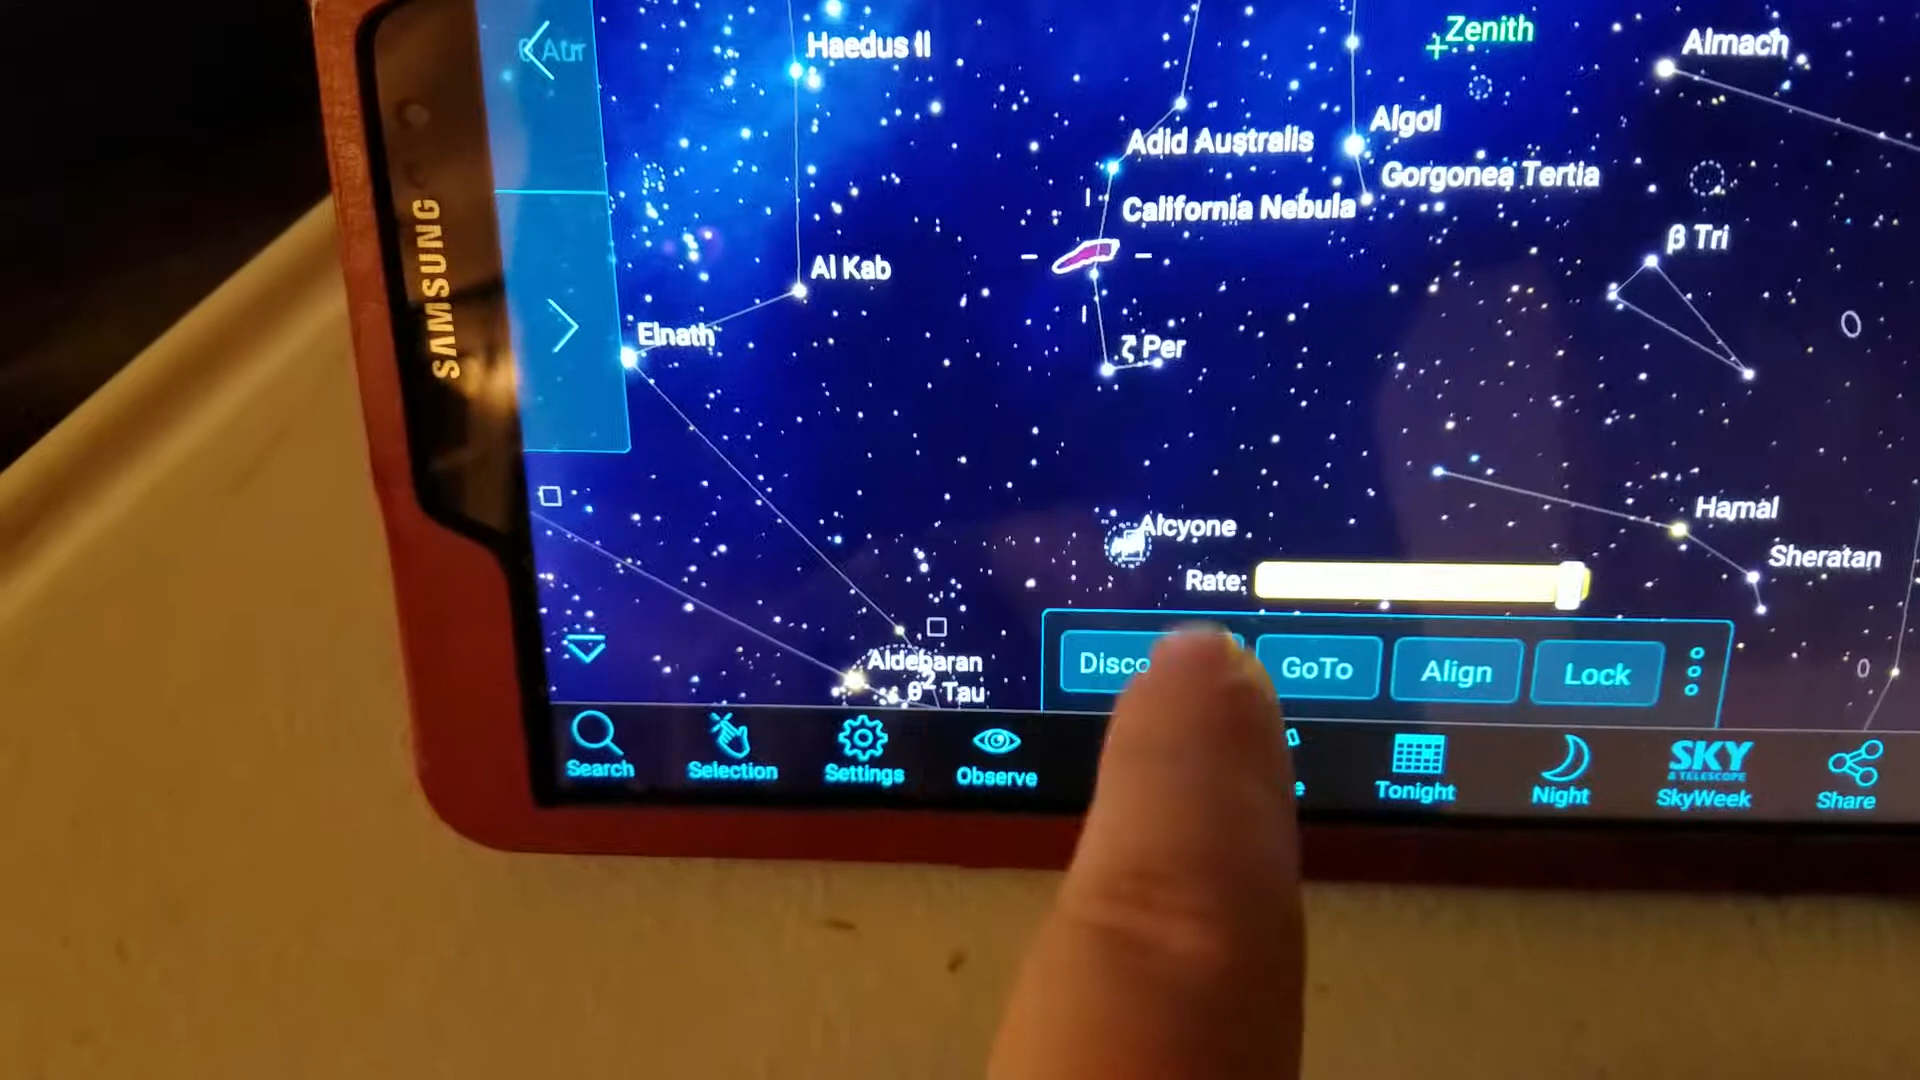 Zenith
Almach
Haedus II
Algol
Adid Australis
Gorgonea Tertia
California Nebula
β Tri
Al Kab
Elnath
ζ Per
SAMSUNG
Hamal
Alcyone
Sheratan
Rate:
Aldebaran
θ² Tau
GoTo
Align
Lock
Search
Selection
Settings
Observe
Tonight
Night
SKY
& TELESCOPE
SkyWeek
Share